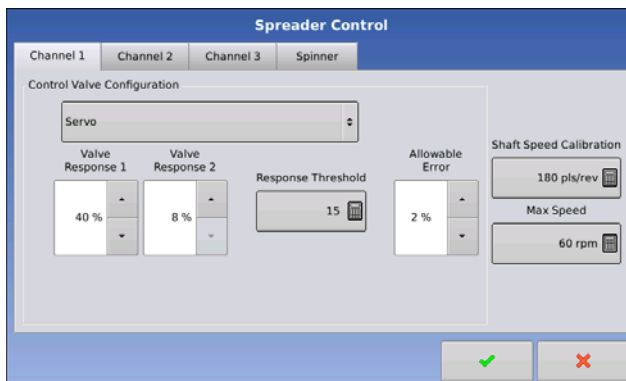 Spreader Control
Channel 1
Channel 2
Channel 3
Spinner
Control Valve Configuration
Servo
Valve
Response 1
Valve
Response 2
Response Threshold
Allowable
Error
40 %
8 %
15
2 %
Shaft Speed Calibration
180 pls/rev
Max Speed
60 rpm